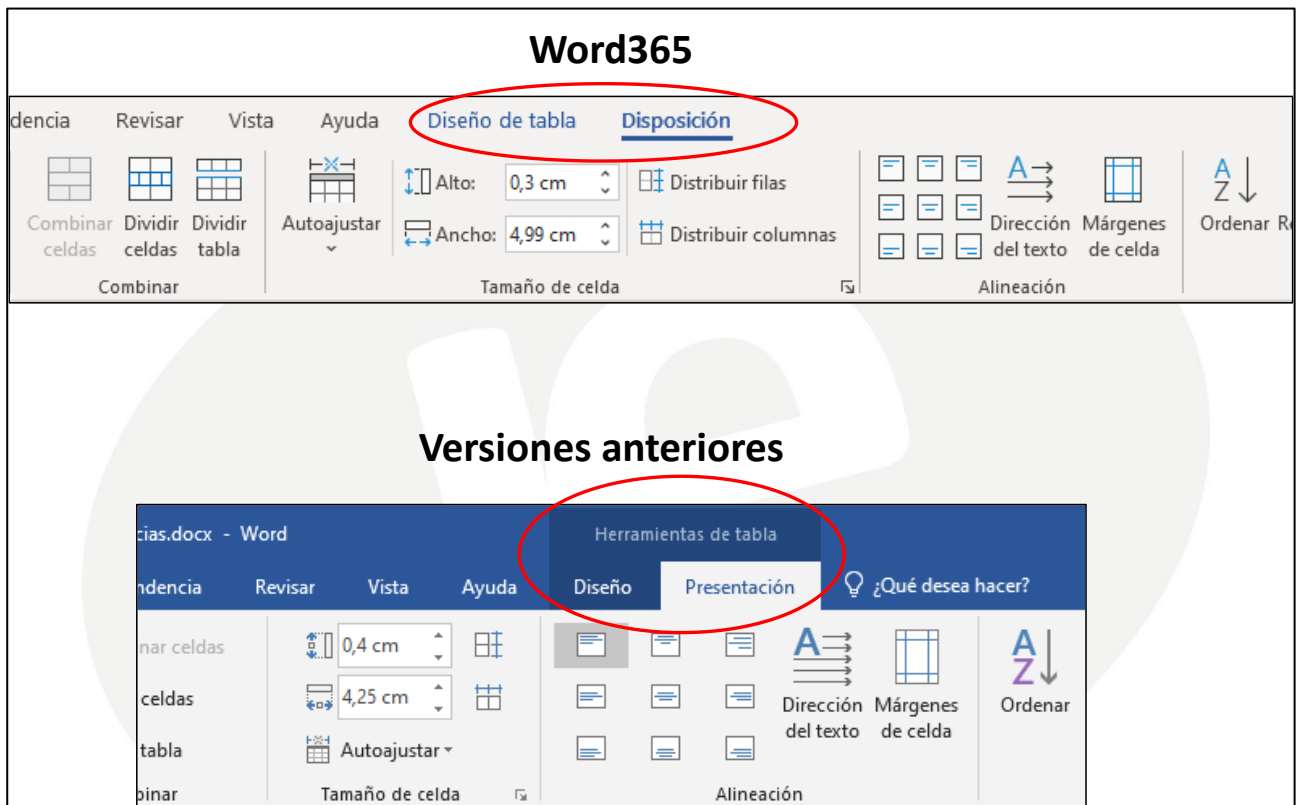 Word365
dencia Revisar Vista Ayuda Diseño de tabla Disposición
Combinar celdas
Dividir celdas
Dividir tabla
Combinar
Autoajustar
Alto: 0,3 cm
Ancho: 4,99 cm
Distribuir filas
Distribuir columnas
Tamaño de celda
Dirección del texto
Márgenes de celda
Alineación
A
Z
Ordenar
Re
Versiones anteriores
cias.docx - Word
Herramientas de tabla
ndencia Revisar Vista Ayuda Diseño Presentación ¿Qué desea hacer?
nar celdas
celdas
tabla
binar
0,4 cm
4,25 cm
Autoajustar
Tamaño de celda
A
Dirección del texto
Márgenes de celda
Alineación
A
Z
Ordenar